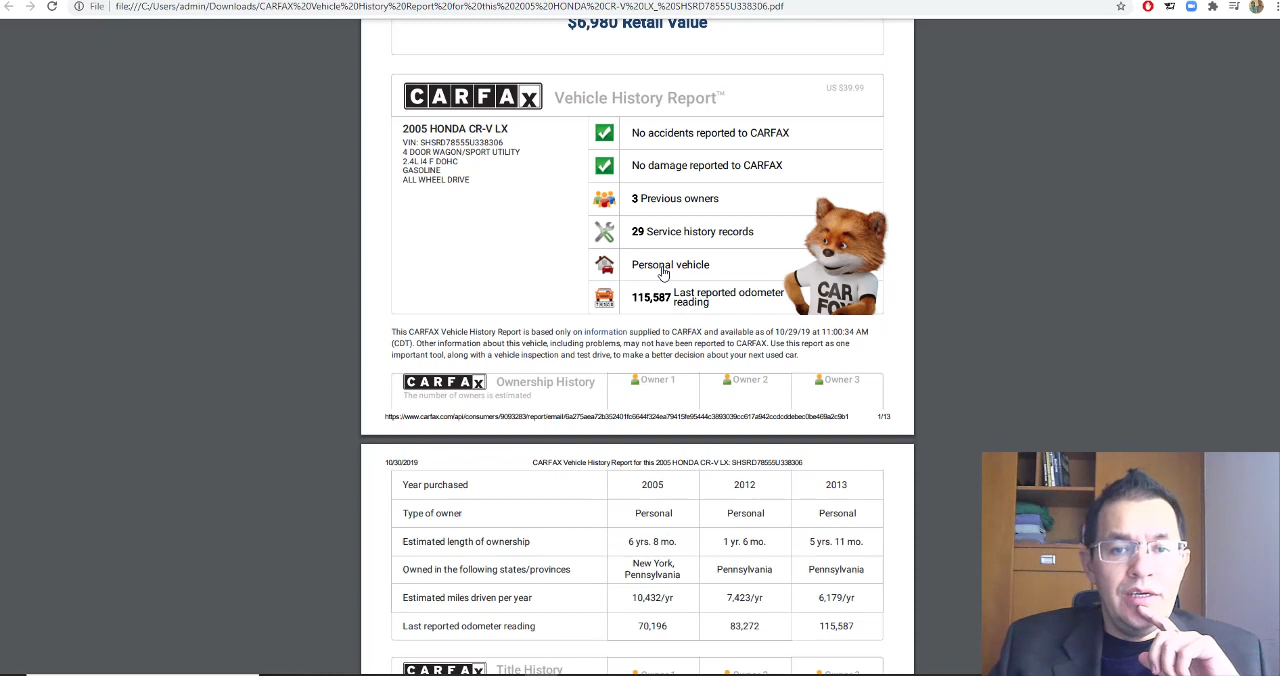 File | file:///C:/Users/admin/Downloads/CARFAX%20Vehicle%20History%20Report%20for%20this%202005%20HONDA%20CR-V%20LX_%20SHSRD78555U338306.pdf
$6,980 Retail Value
CARFAX Vehicle History Report™ US $39.99
2005 HONDA CR-V LX
VIN: SHSRD78555U338306
4 DOOR WAGON/SPORT UTILITY
2.4L I4 F DOHC
GASOLINE
ALL WHEEL DRIVE
No accidents reported to CARFAX
No damage reported to CARFAX
3 Previous owners
29 Service history records
Personal vehicle
115,587 Last reported odometer
reading
CAR
FOX
This CARFAX Vehicle History Report is based only on information supplied to CARFAX and available as of 10/29/19 at 11:00:34 AM
(CDT). Other information about this vehicle, including problems, may not have been reported to CARFAX. Use this report as one
important tool, along with a vehicle inspection and test drive, to make a better decision about your next used car.
CARFAX Ownership History Owner 1 Owner 2 Owner 3
The number of owners is estimated
1/13
10/30/2019 CARFAX Vehicle History Report for this 2005 HONDA CR-V LX: SHSRD78555U338306
Year purchased 2005 2012 2013
Type of owner Personal Personal Personal
Estimated length of ownership 6 yrs. 8 mo. 1 yr. 6 mo. 5 yrs. 11 mo.
Owned in the following states/provinces New York, Pennsylvania Pennsylvania Pennsylvania
Estimated miles driven per year 10,432/yr 7,423/yr 6,179/yr
Last reported odometer reading 70,196 83,272 115,587
CARFAX Title History